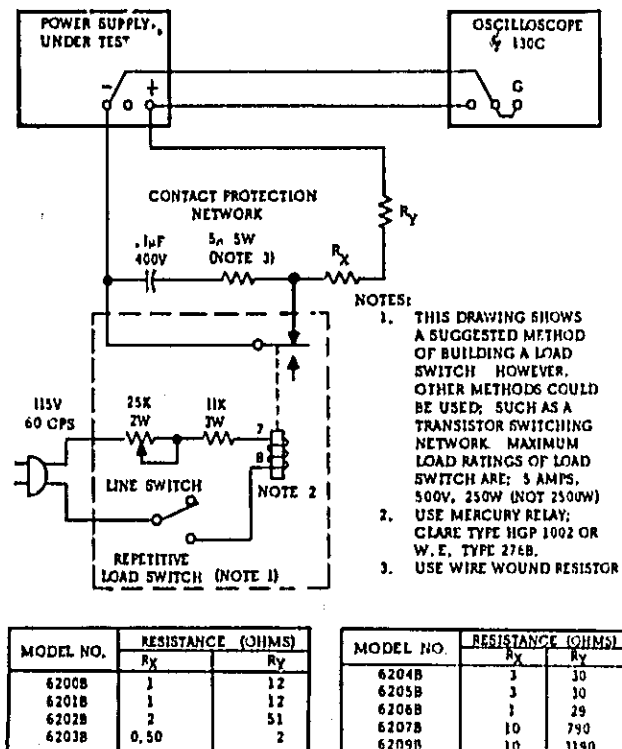 POWER SUPPLY,
UNDER TEST
- +
OSCILLOSCOPE
130C
G
CONTACT PROTECTION
NETWORK
.1μF
400V
5Ω 5W
(NOTE 3)
RX
RY
115V
60 CPS
25K
2W
11K
3W
7
8
LINE SWITCH
NOTE 2
REPETITIVE
LOAD SWITCH (NOTE 1)
NOTES:
1. THIS DRAWING SHOWS
A SUGGESTED METHOD
OF BUILDING A LOAD
SWITCH HOWEVER,
OTHER METHODS COULD
BE USED; SUCH AS A
TRANSISTOR SWITCHING
NETWORK MAXIMUM
LOAD RATINGS OF LOAD
SWITCH ARE: 5 AMPS,
500V, 250W (NOT 2500W)
2. USE MERCURY RELAY;
CLARE TYPE HGP 1002 OR
W.E. TYPE 276B.
3. USE WIRE WOUND RESISTOR
MODEL NO. RESISTANCE (OHMS)
RX RY
6200B 1 12
6201B 1 12
6202B 2 51
6203B 0,50 2
MODEL NO. RESISTANCE (OHMS)
RX RY
6204B 3 30
6205B 3 30
6206B 1 29
6207B 10 790
6209B 10 1190